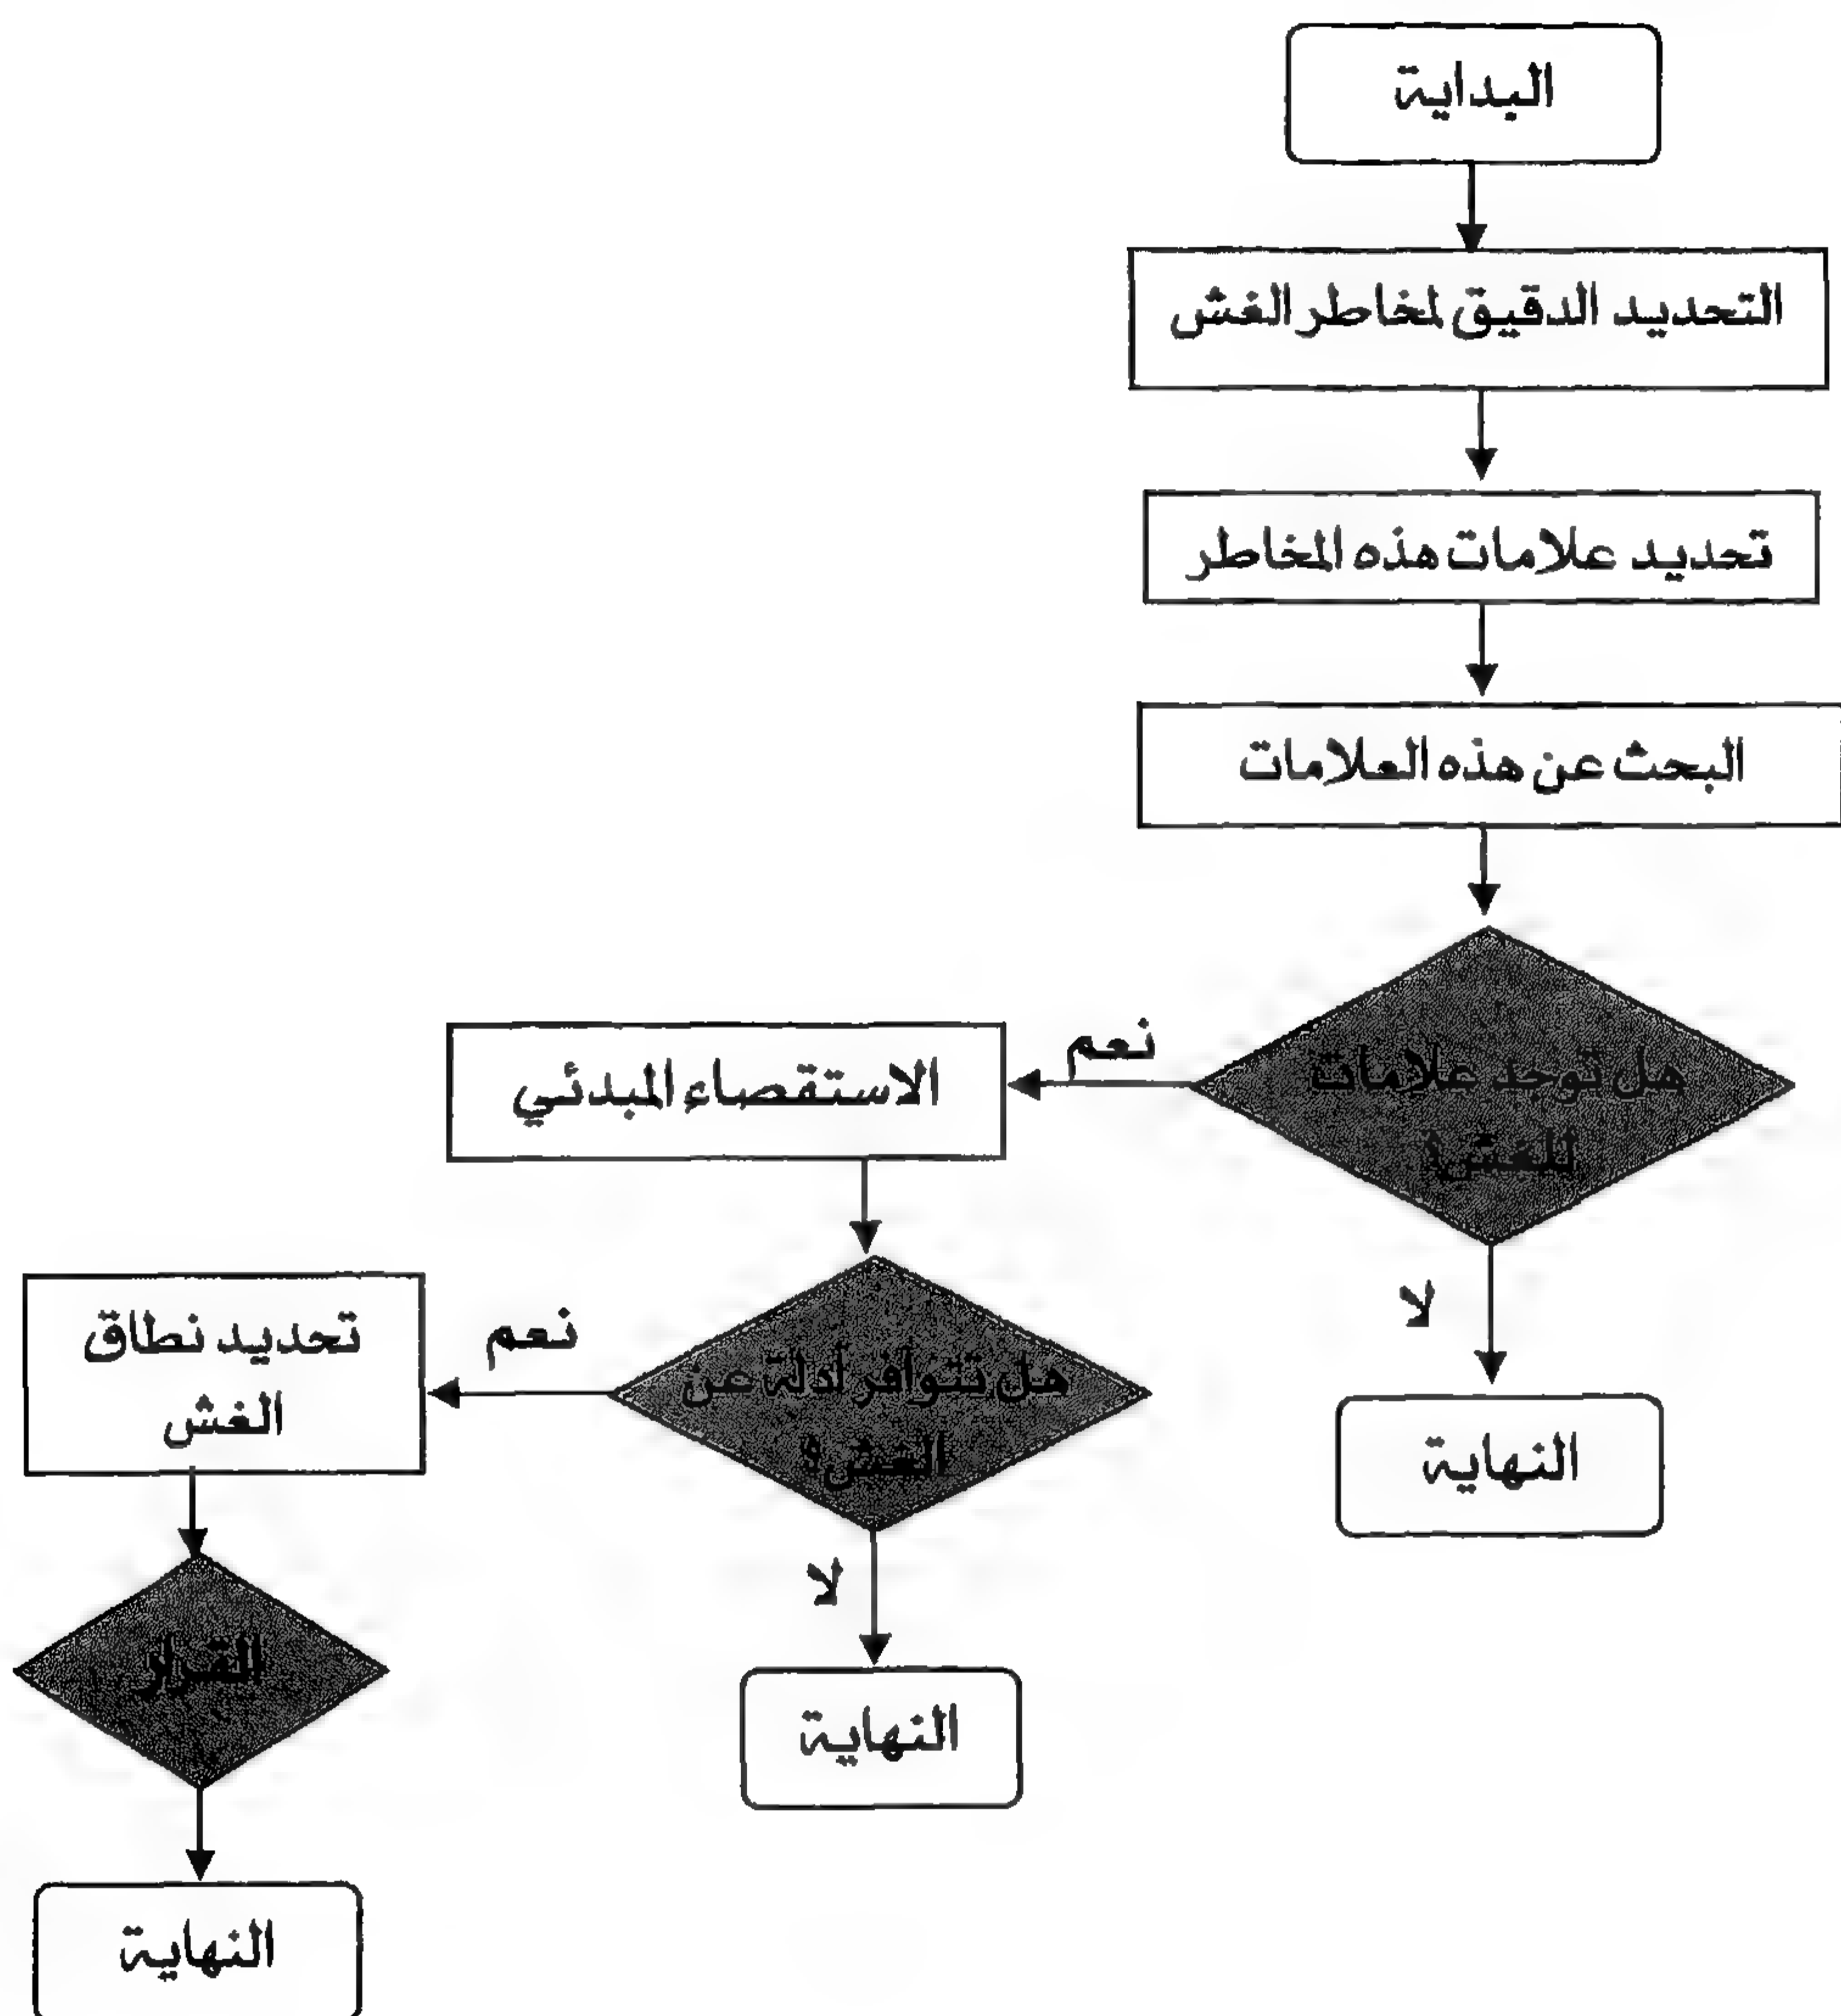 البداية
التحديد الدقيق لمخاطر الغش
تحديد علامات هذه المخاطر
البحث عن هذه العلامات
هل توجد علامات
للغش؟
نعم
الاستقصاء المبدئي
لا
النهاية
هل تتوافر أدلة عن
الغش؟
نعم
تحديد نطاق
الغش
لا
النهاية
القرار
النهاية